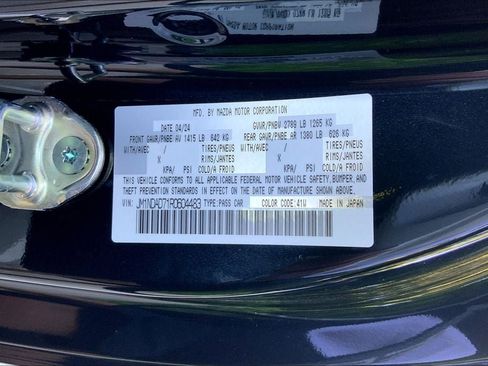 MFD. BY MAZDA MOTOR CORPORATION
DATE 04/24 GVWR/PNBV 2789 LB 1265 KG
FRONT GAWR/PNBE AV 1415 LB 642 KG REAR GAWR/PNBE AR 1380 LB 626 KG
WITH/AVEC / TIRES/PNEUS WITH/AVEC / TIRES/PNEUS
X RIMS/JANTES X RIMS/JANTES
KPA/ PSI COLD/A FROID KPA/ PSI COLD/A FROID
THIS VEHICLE CONFORMS TO ALL APPLICABLE FEDERAL MOTOR VEHICLE SAFETY, BUMPER, AND
THEFT PREVENTION STANDARDS IN EFFECT ON THE DATE OF MANUFACTURE SHOWN ABOVE.
VIN: JM1NDAD71R0604483 TYPE:PASS CAR COLOR CODE:41W MADE IN JAPAN